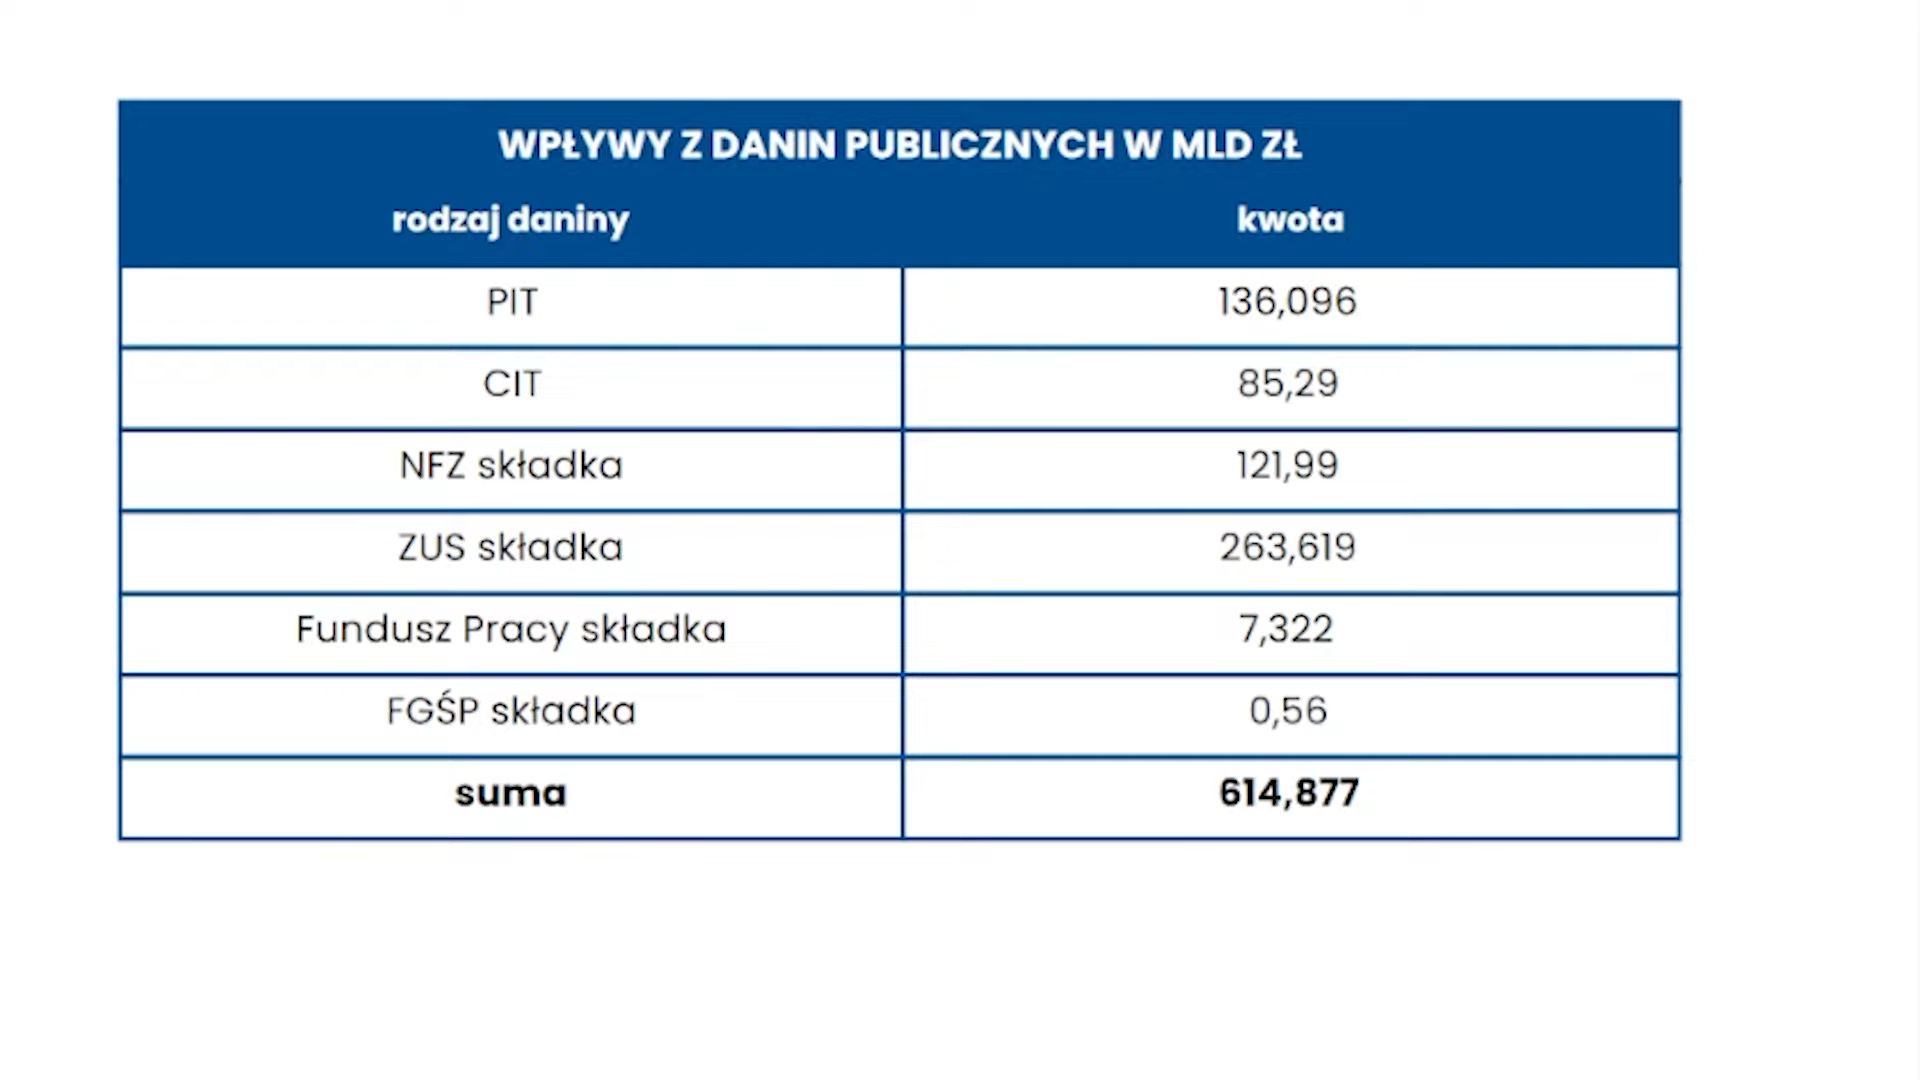 WPŁYWY Z DANIN PUBLICZNYCH W MLD ZŁ
rodzaj daniny kwota
PIT 136,096
CIT 85,29
NFZ składka 121,99
ZUS składka 263,619
Fundusz Pracy składka 7,322
FGŚP składka 0,56
suma 614,877